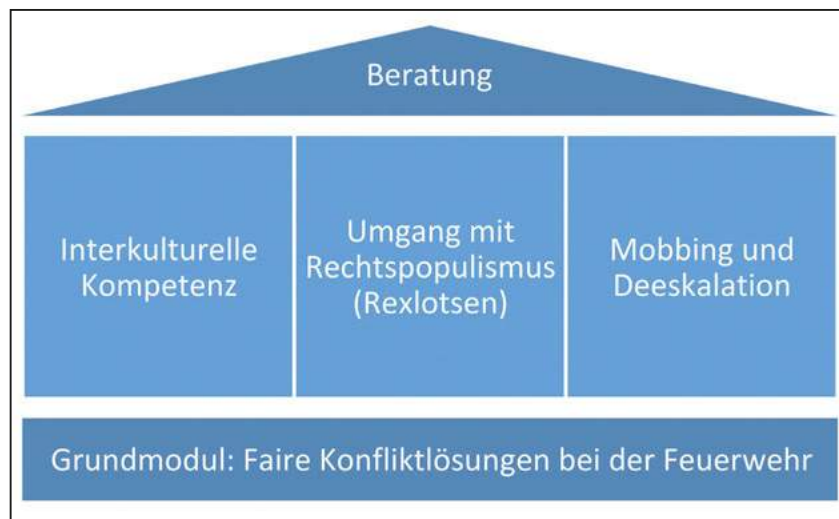 Beratung
Interkulturelle
Kompetenz
Umgang mit
Rechtspopulismus
(Rexlotsen)
Mobbing und
Deeskalation
Grundmodul: Faire Konfliktlösungen bei der Feuerwehr